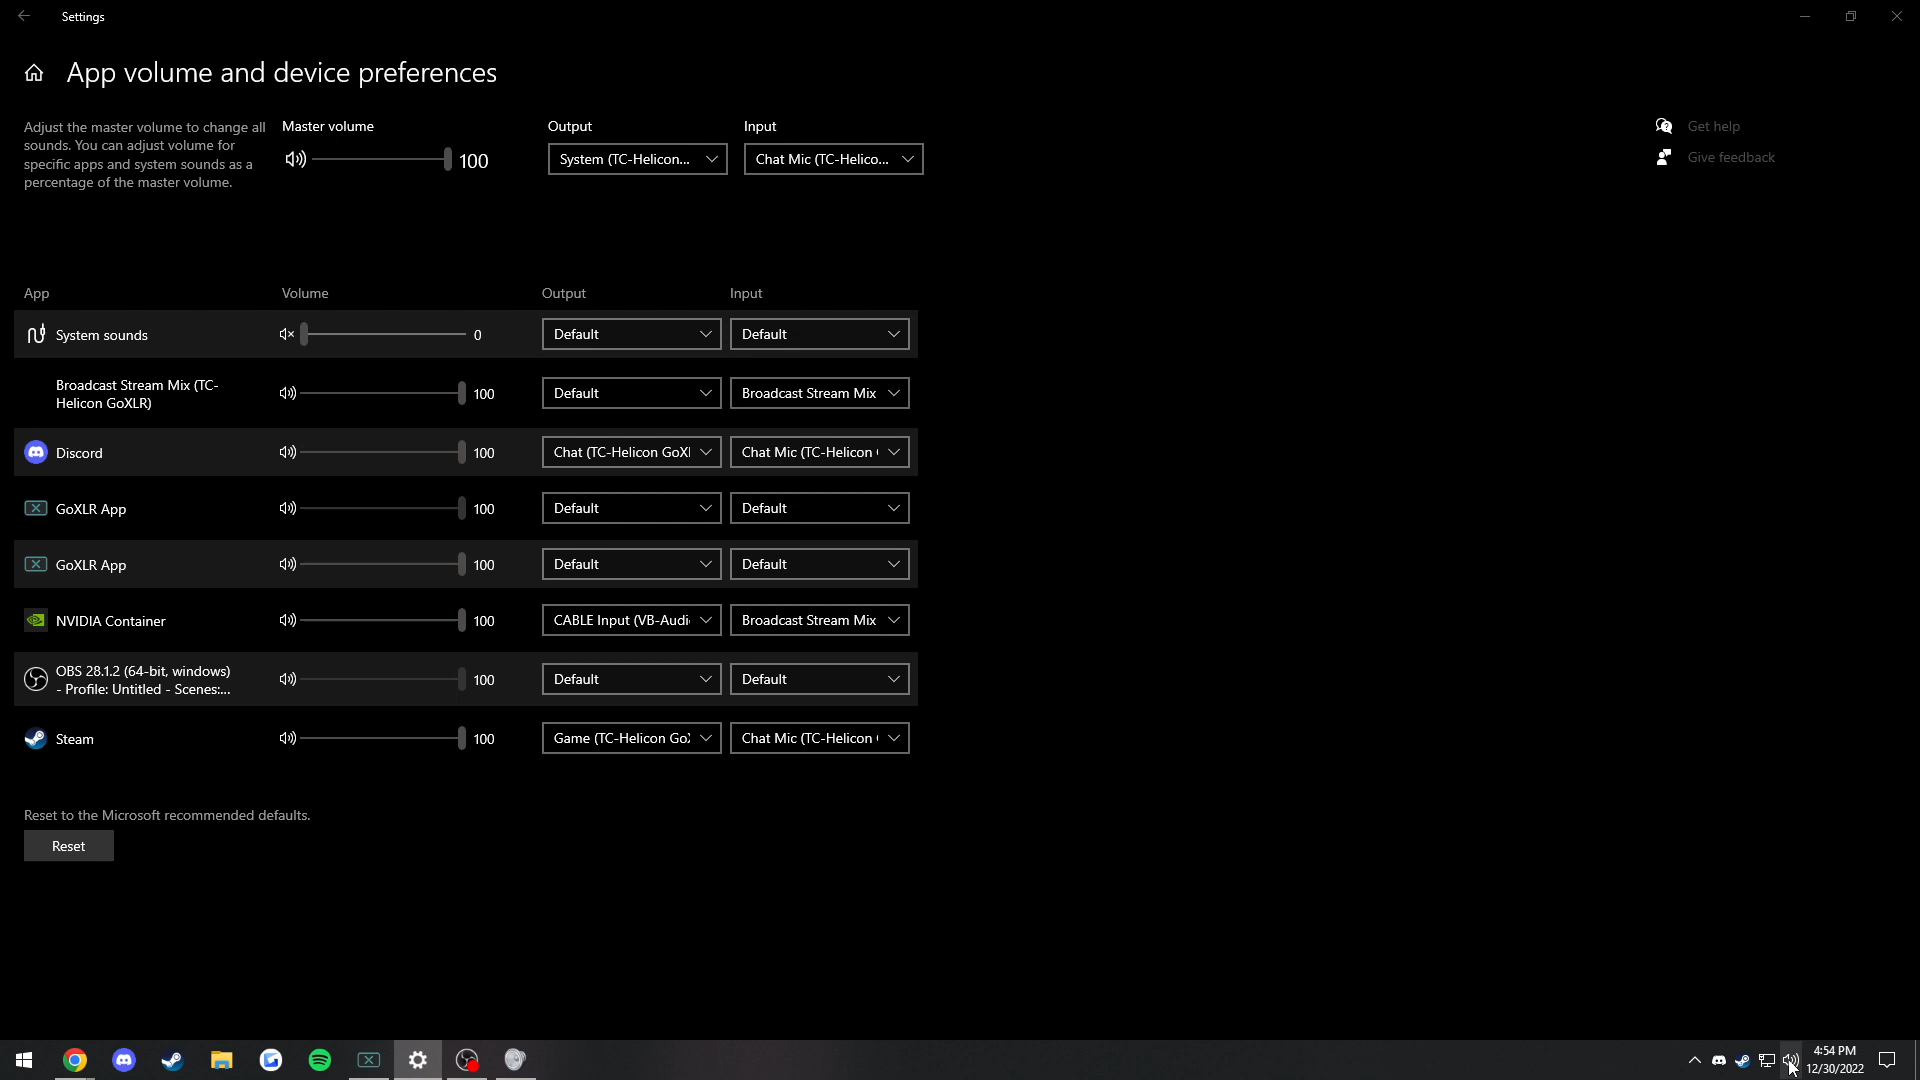 Settings
App volume and device preferences
Adjust the master volume to change all
sounds. You can adjust volume for
specific apps and system sounds as a
percentage of the master volume.
Master volume
100
Output
System (TC-Helicon...
Input
Chat Mic (TC-Helico...
Get help
Give feedback
App Volume Output Input
System sounds 0 Default Default
Broadcast Stream Mix (TC-
Helicon GoXLR)
100 Default Broadcast Stream Mix
Discord 100 Chat (TC-Helicon GoXl Chat Mic (TC-Helicon
GoXLR App 100 Default Default
GoXLR App 100 Default Default
NVIDIA Container 100 CABLE Input (VB-Audi Broadcast Stream Mix
OBS 28.1.2 (64-bit, windows)
- Profile: Untitled - Scenes:...
100 Default Default
Steam 100 Game (TC-Helicon Go Chat Mic (TC-Helicon
Reset to the Microsoft recommended defaults.
Reset
4:54 PM
12/30/2022